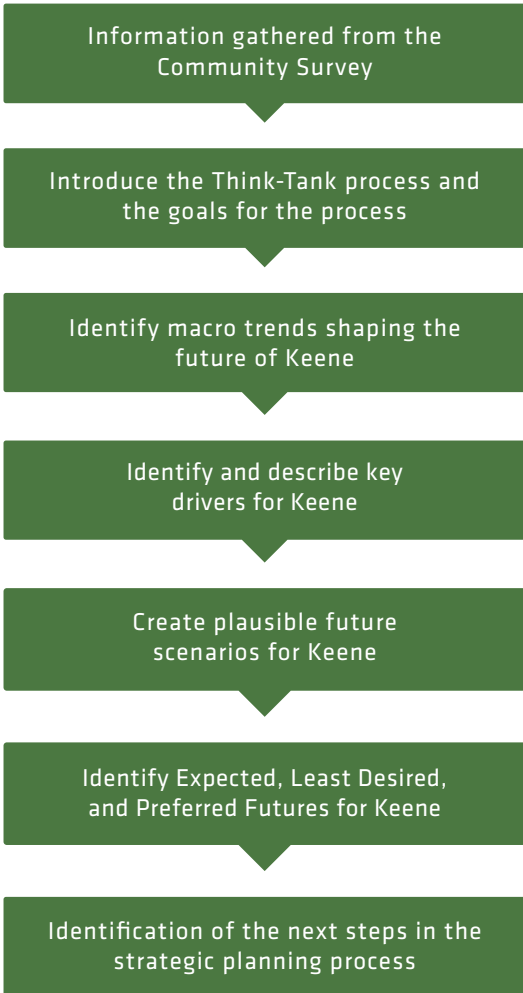 Information gathered from the
Community Survey
Introduce the Think-Tank process and
the goals for the process
Identify macro trends shaping the
future of Keene
Identify and describe key
drivers for Keene
Create plausible future
scenarios for Keene
Identify Expected, Least Desired,
and Preferred Futures for Keene
Identification of the next steps in the
strategic planning process